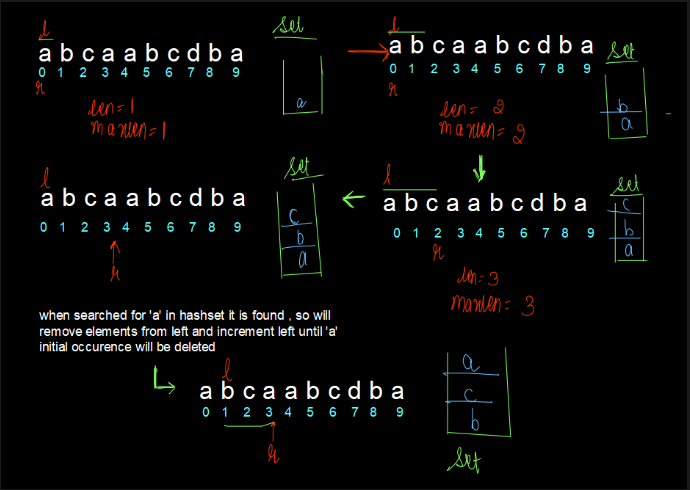 l
set
a b c a a b c d b a
0 1 2 3 4 5 6 7 8 9
r
a
len = 1
maxlen = 1
l
a b c a a b c d b a
0 1 2 3 4 5 6 7 8 9
r
set
b
a
len = 2
maxlen = 2
l
set
a b c a a b c d b a
0 1 2 3 4 5 6 7 8 9
r
c
b
a
l
set
a b c a a b c d b a
0 1 2 3 4 5 6 7 8 9
r
c
b
a
len = 3
maxlen = 3
when searched for 'a' in hashset it is found , so will
remove elements from left and increment left until 'a'
initial occurence will be deleted
l
a b c a a b c d b a
0 1 2 3 4 5 6 7 8 9
r
a
c
b
set